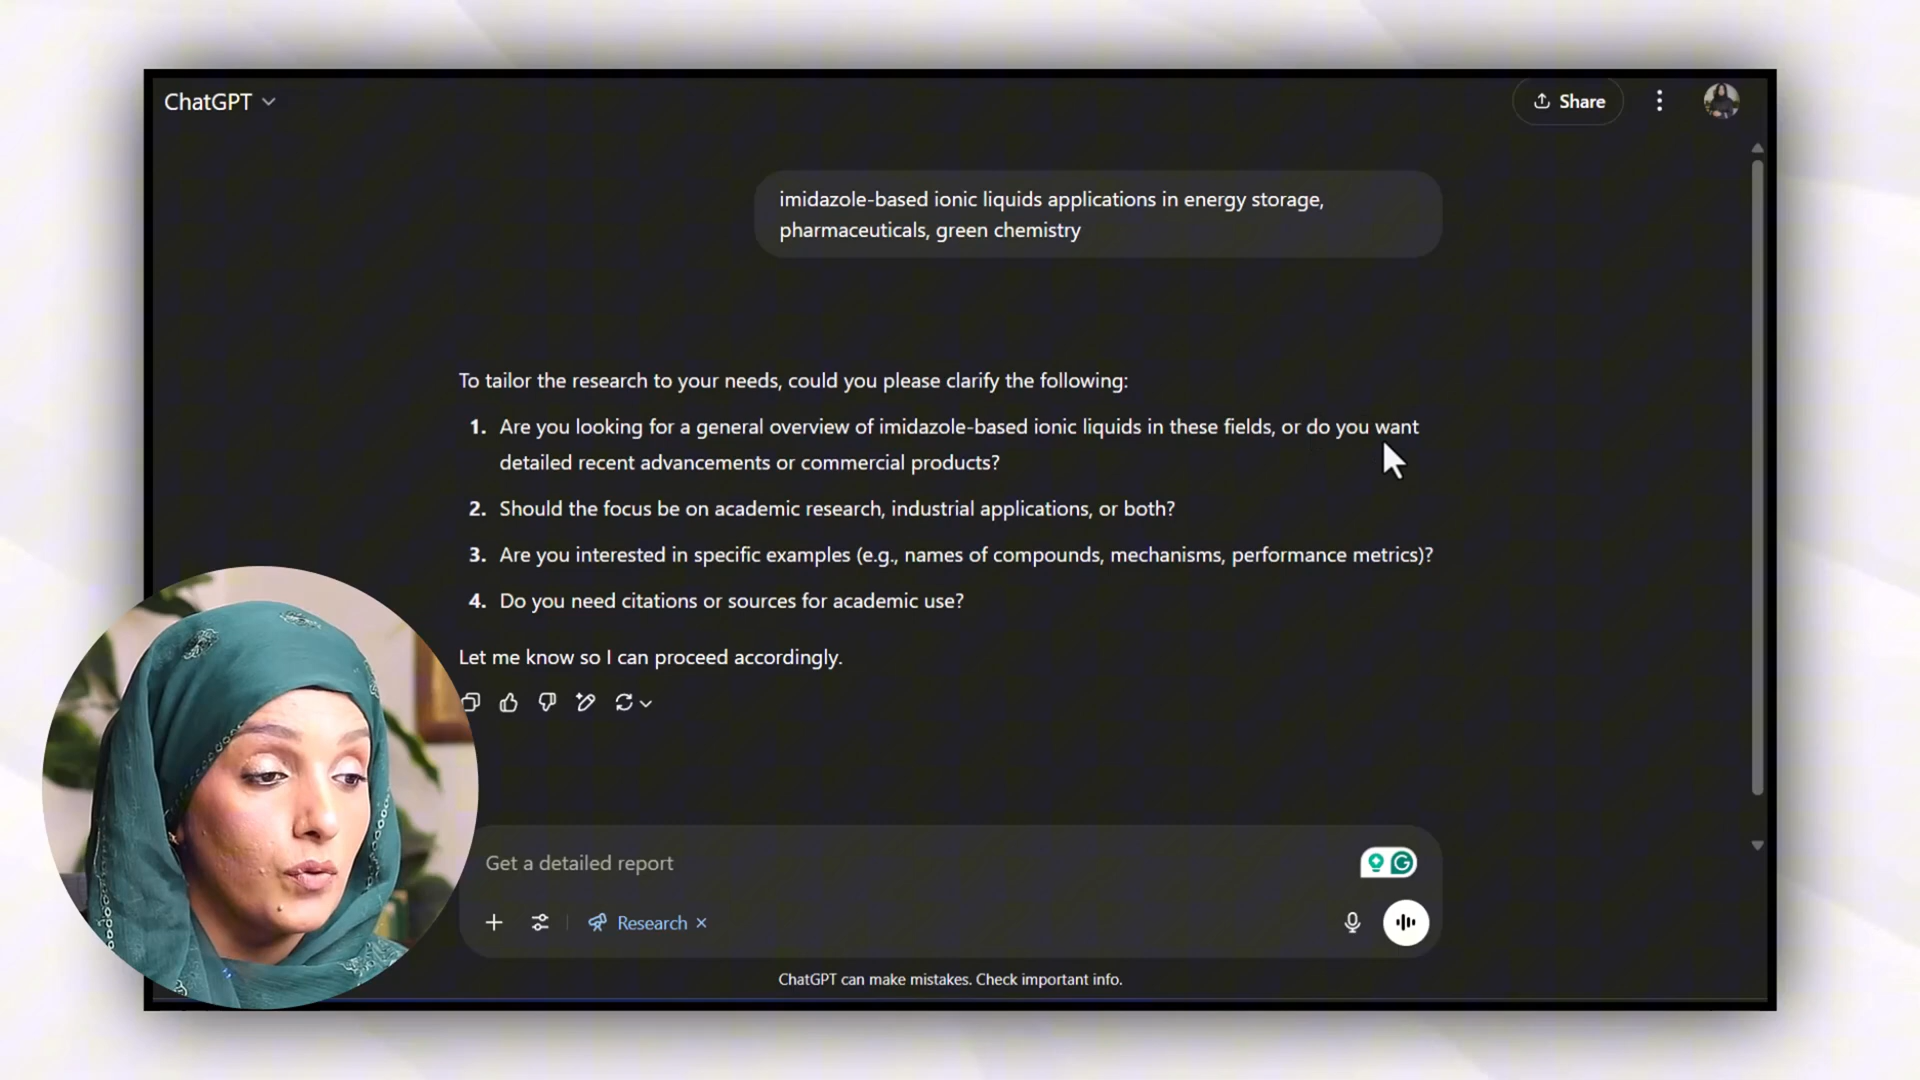 ChatGPT
Share
imidazole-based ionic liquids applications in energy storage,
pharmaceuticals, green chemistry
To tailor the research to your needs, could you please clarify the following:
1. Are you looking for a general overview of imidazole-based ionic liquids in these fields, or do you want
detailed recent advancements or commercial products?
2. Should the focus be on academic research, industrial applications, or both?
3. Are you interested in specific examples (e.g., names of compounds, mechanisms, performance metrics)?
4. Do you need citations or sources for academic use?
Let me know so I can proceed accordingly.
Get a detailed report
Research
ChatGPT can make mistakes. Check important info.